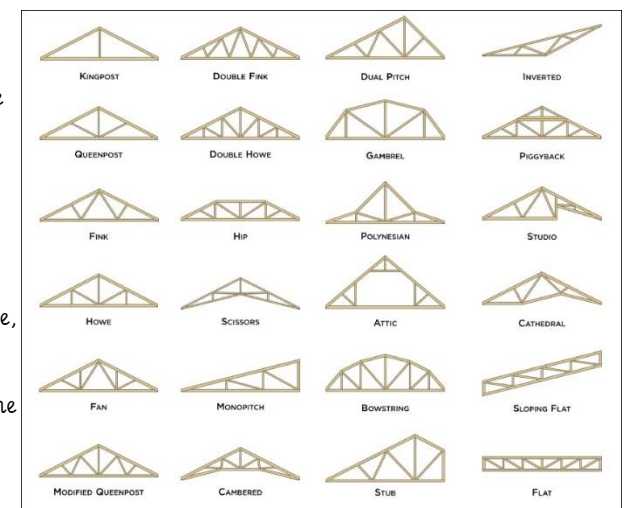 KINGPOST DOUBLE FINK DUAL PITCH INVERTED
QUEENPOST DOUBLE HOWE GAMBREL PIGGYBACK
FINK HIP POLYNESIAN STUDIO
HOWE SCISSORS ATTIC CATHEDRAL
FAN MONOPITCH BOWSTRING SLOPING FLAT
MODIFIED QUEENPOST CAMBERED STUB FLAT